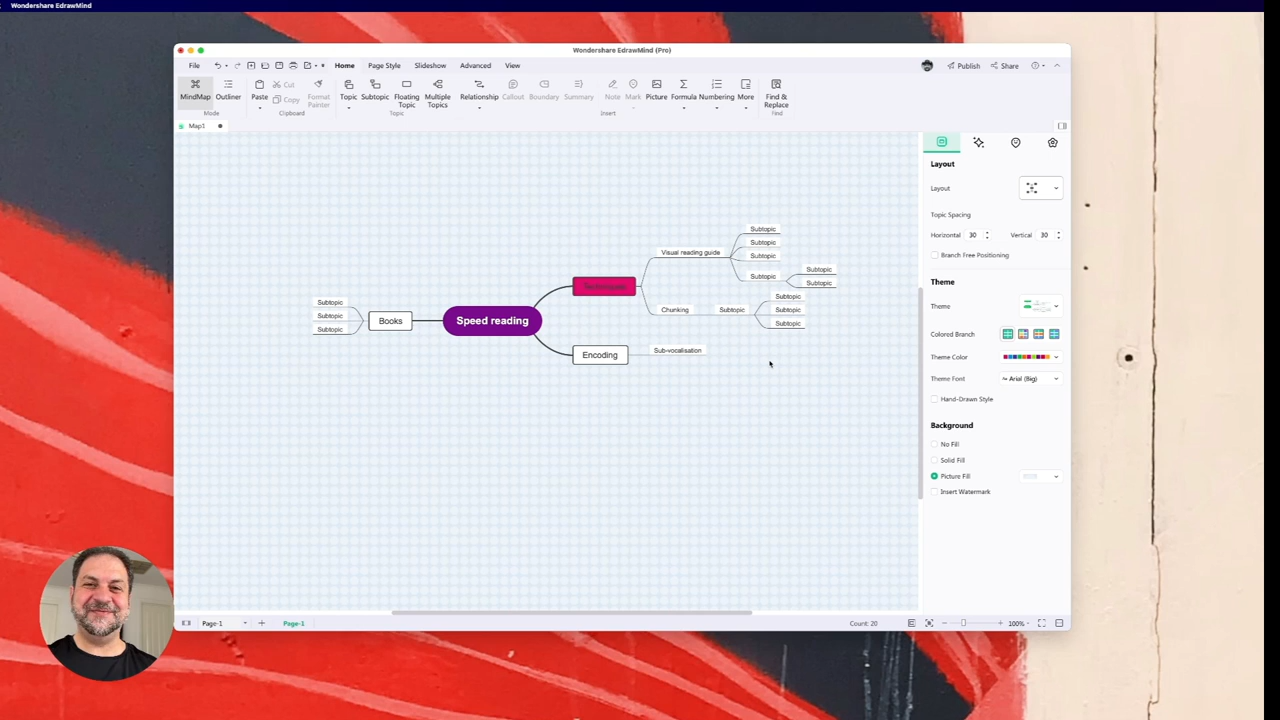 Wondershare EdrawMind
Wondershare EdrawMind (Pro)
File Home Page Style Slideshow Advanced View Publish Share
MindMap Outliner Paste Cut Copy Format Painter Topic Subtopic Floating Topic Multiple Topics Relationship Callout Boundary Summary Note Mark Picture Formula Numbering More Find & Replace
Mode Clipboard Topic Insert Find
Map1
Subtopic
Subtopic
Visual reading guide
Subtopic
Subtopic
Subtopic
Subtopic
Subtopic
Chunking
Subtopic
Subtopic
Subtopic
Subtopic
Encoding
Sub-vocalisation
Speed reading
Books
Subtopic
Subtopic
Subtopic
Layout
Layout
Topic Spacing
Horizontal 30 Vertical 30
Branch Free Positioning
Theme
Theme
Colored Branch
Theme Color
Theme Font Arial (Big)
Hand-Drawn Style
Background
No Fill
Solid Fill
Picture Fill
Insert Watermark
Page-1 + Page-1 Count: 20 100%